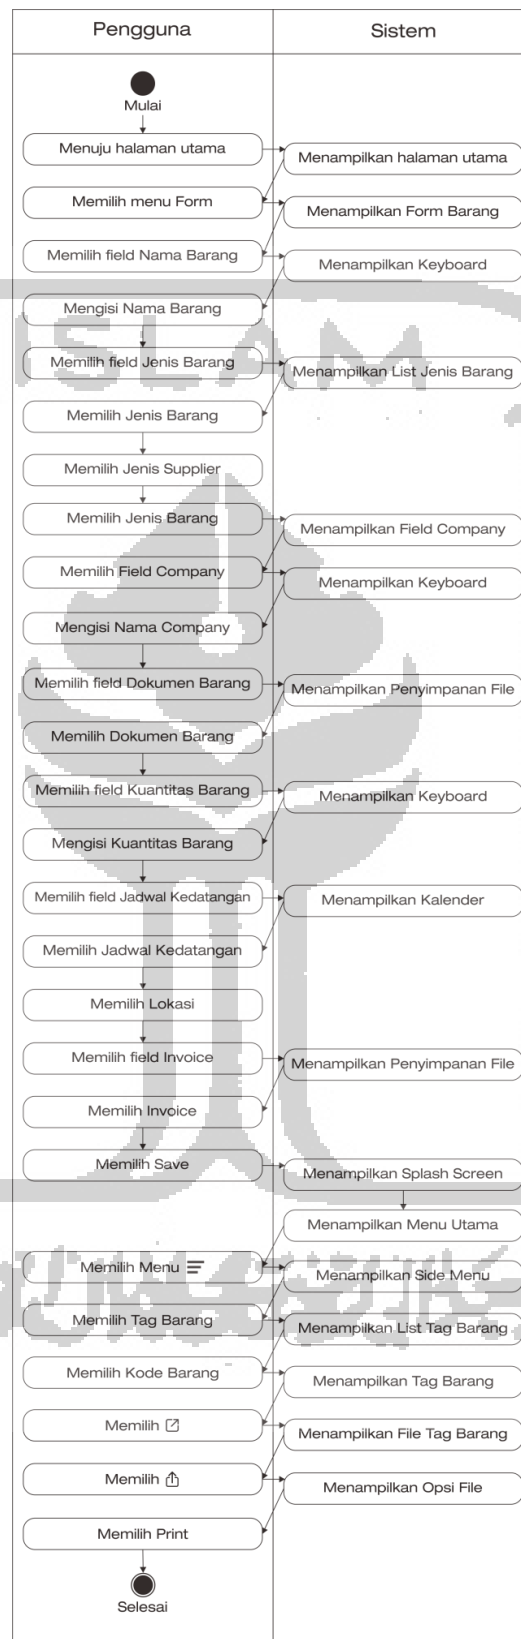 Pengguna
Sistem
Mulai
Menuju halaman utama
Menampilkan halaman utama
Memilih menu Form
Menampilkan Form Barang
Memilih field Nama Barang
Menampilkan Keyboard
Mengisi Nama Barang
ISLAM
Memilih field Jenis Barang
Menampilkan List Jenis Barang
Memilih Jenis Barang
Memilih Jenis Supplier
Memilih Jenis Barang
Menampilkan Field Company
Memilih Field Company
Menampilkan Keyboard
Mengisi Nama Company
Memilih field Dokumen Barang
Menampilkan Penyimpanan File
Memilih Dokumen Barang
Memilih field Kuantitas Barang
Menampilkan Keyboard
Mengisi Kuantitas Barang
Memilih field Jadwal Kedatangan
Menampilkan Kalender
Memilih Jadwal Kedatangan
Memilih Lokasi
Memilih field Invoice
Menampilkan Penyimpanan File
Memilih Invoice
Memilih Save
Menampilkan Splash Screen
Menampilkan Menu Utama
Memilih Menu
Menampilkan Side Menu
Memilih Tag Barang
Menampilkan List Tag Barang
Memilih Kode Barang
Menampilkan Tag Barang
Memilih
Menampilkan File Tag Barang
Memilih
Menampilkan Opsi File
Memilih Print
Selesai